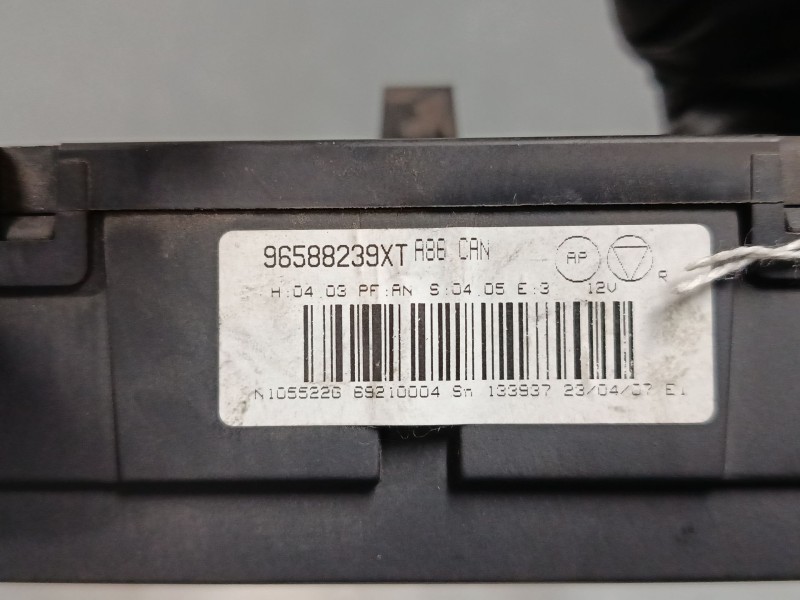 96588239XT A86 CAN AP
H:04.03 PF:AN S:04.05 E:3 12V R
N105522G 69210004 Sn 133937 23/04/07 E1